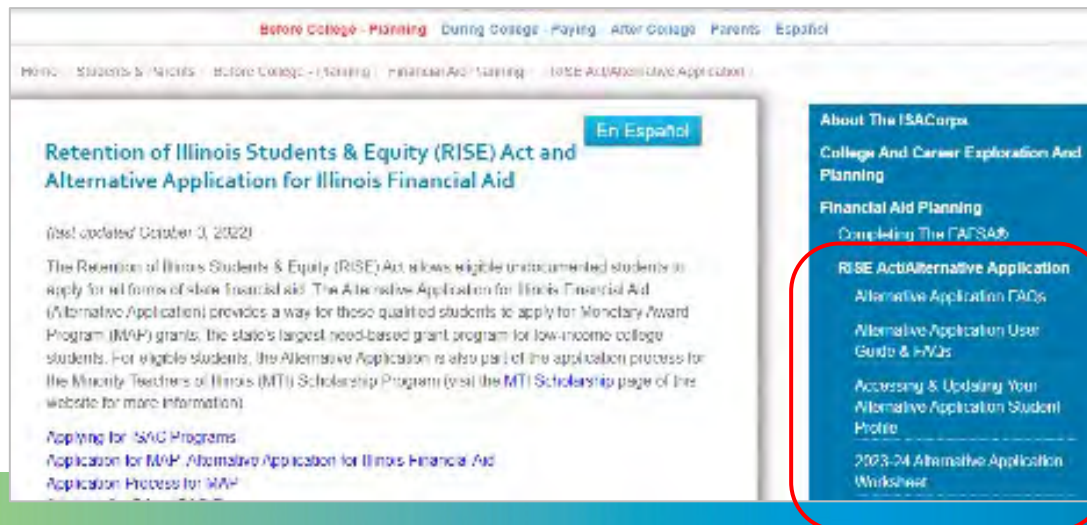 Before College - Planning During College - Paying After College Parents Español
Home Students & Parents Before College - Planning Financial Aid Planning RISE Act/Alternative Application
En Español
Retention of Illinois Students & Equity (RISE) Act and
Alternative Application for Illinois Financial Aid
(last updated October 3, 2022)
The Retention of Illinois Students & Equity (RISE) Act allows eligible undocumented students to
apply for all forms of state financial aid. The Alternative Application for Illinois Financial Aid
(Alternative Application) provides a way for these qualified students to apply for Monetary Award
Program (MAP) grants, the state's largest need-based grant program for low-income college
students. For eligible students, the Alternative Application is also part of the application process for
the Minority Teachers of Illinois (MTI) Scholarship Program (visit the MTI Scholarship page of this
website for more information)
Applying for ISAC Programs
Application for MAP: Alternative Application for Illinois Financial Aid
Application Process for MAP
About The ISACorps
College And Career Exploration And
Planning
Financial Aid Planning
Completing The FAFSA®
RISE Act/Alternative Application
Alternative Application FAQs
Alternative Application User
Guide & FAQs
Accessing & Updating Your
Alternative Application Student
Profile
2023-24 Alternative Application
Worksheet